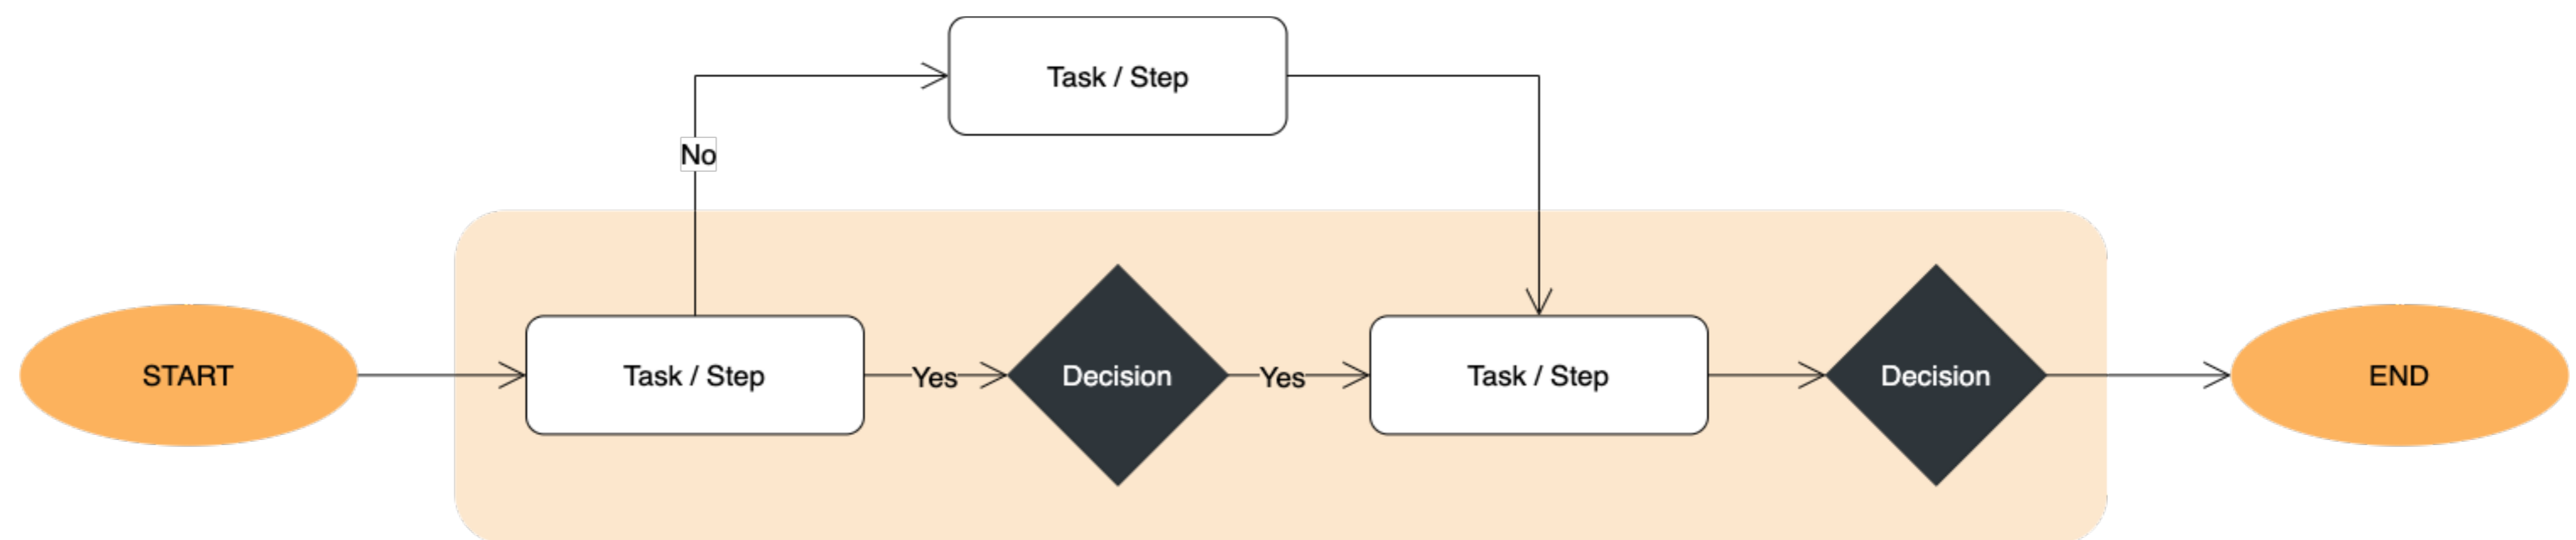 Task / Step
No
START
Task / Step
Yes
Decision
Yes
Task / Step
Decision
END